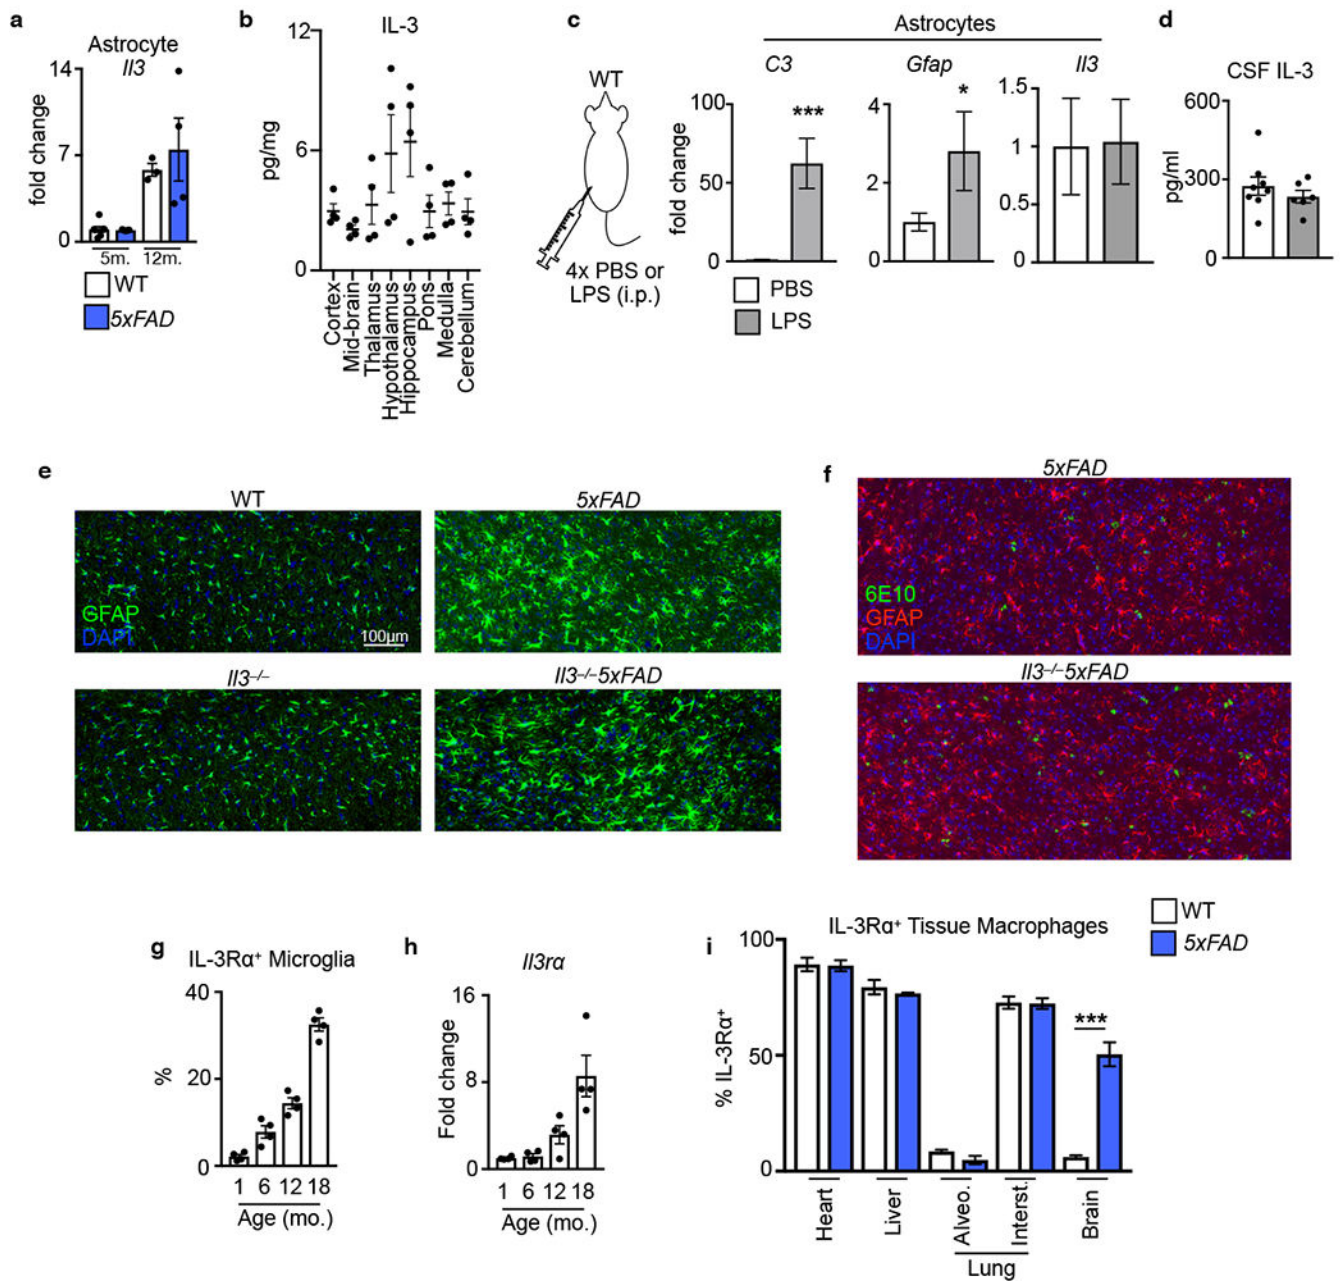 a
Astrocyte
Il3
fold change
14
7
0
5m.
12m.
WT
5xFAD
b
IL-3
pg/mg
12
6
0
Cortex
Mid-brain
Thalamus
Hypothalamus
Hippocampus
Pons
Medulla
Cerebellum
c
WT
4x PBS or
LPS (i.p.)
Astrocytes
C3
Gfap
Il3
fold change
100
50
0
***
4
2
0
*
1.5
1
0.5
0
PBS
LPS
d
CSF IL-3
pg/ml
600
300
0
e
WT
5xFAD
GFAP
DAPI
100µm
Il3–/–
Il3–/–5xFAD
f
5xFAD
6E10
GFAP
DAPI
Il3–/–5xFAD
g
IL-3Rα+ Microglia
%
40
20
0
1 6 12 18
Age (mo.)
h
Il3rα
Fold change
16
8
0
1 6 12 18
Age (mo.)
i
IL-3Rα+ Tissue Macrophages
WT
5xFAD
% IL-3Rα+
100
50
0
***
Heart
Liver
Alveo.
Interst.
Brain
Lung